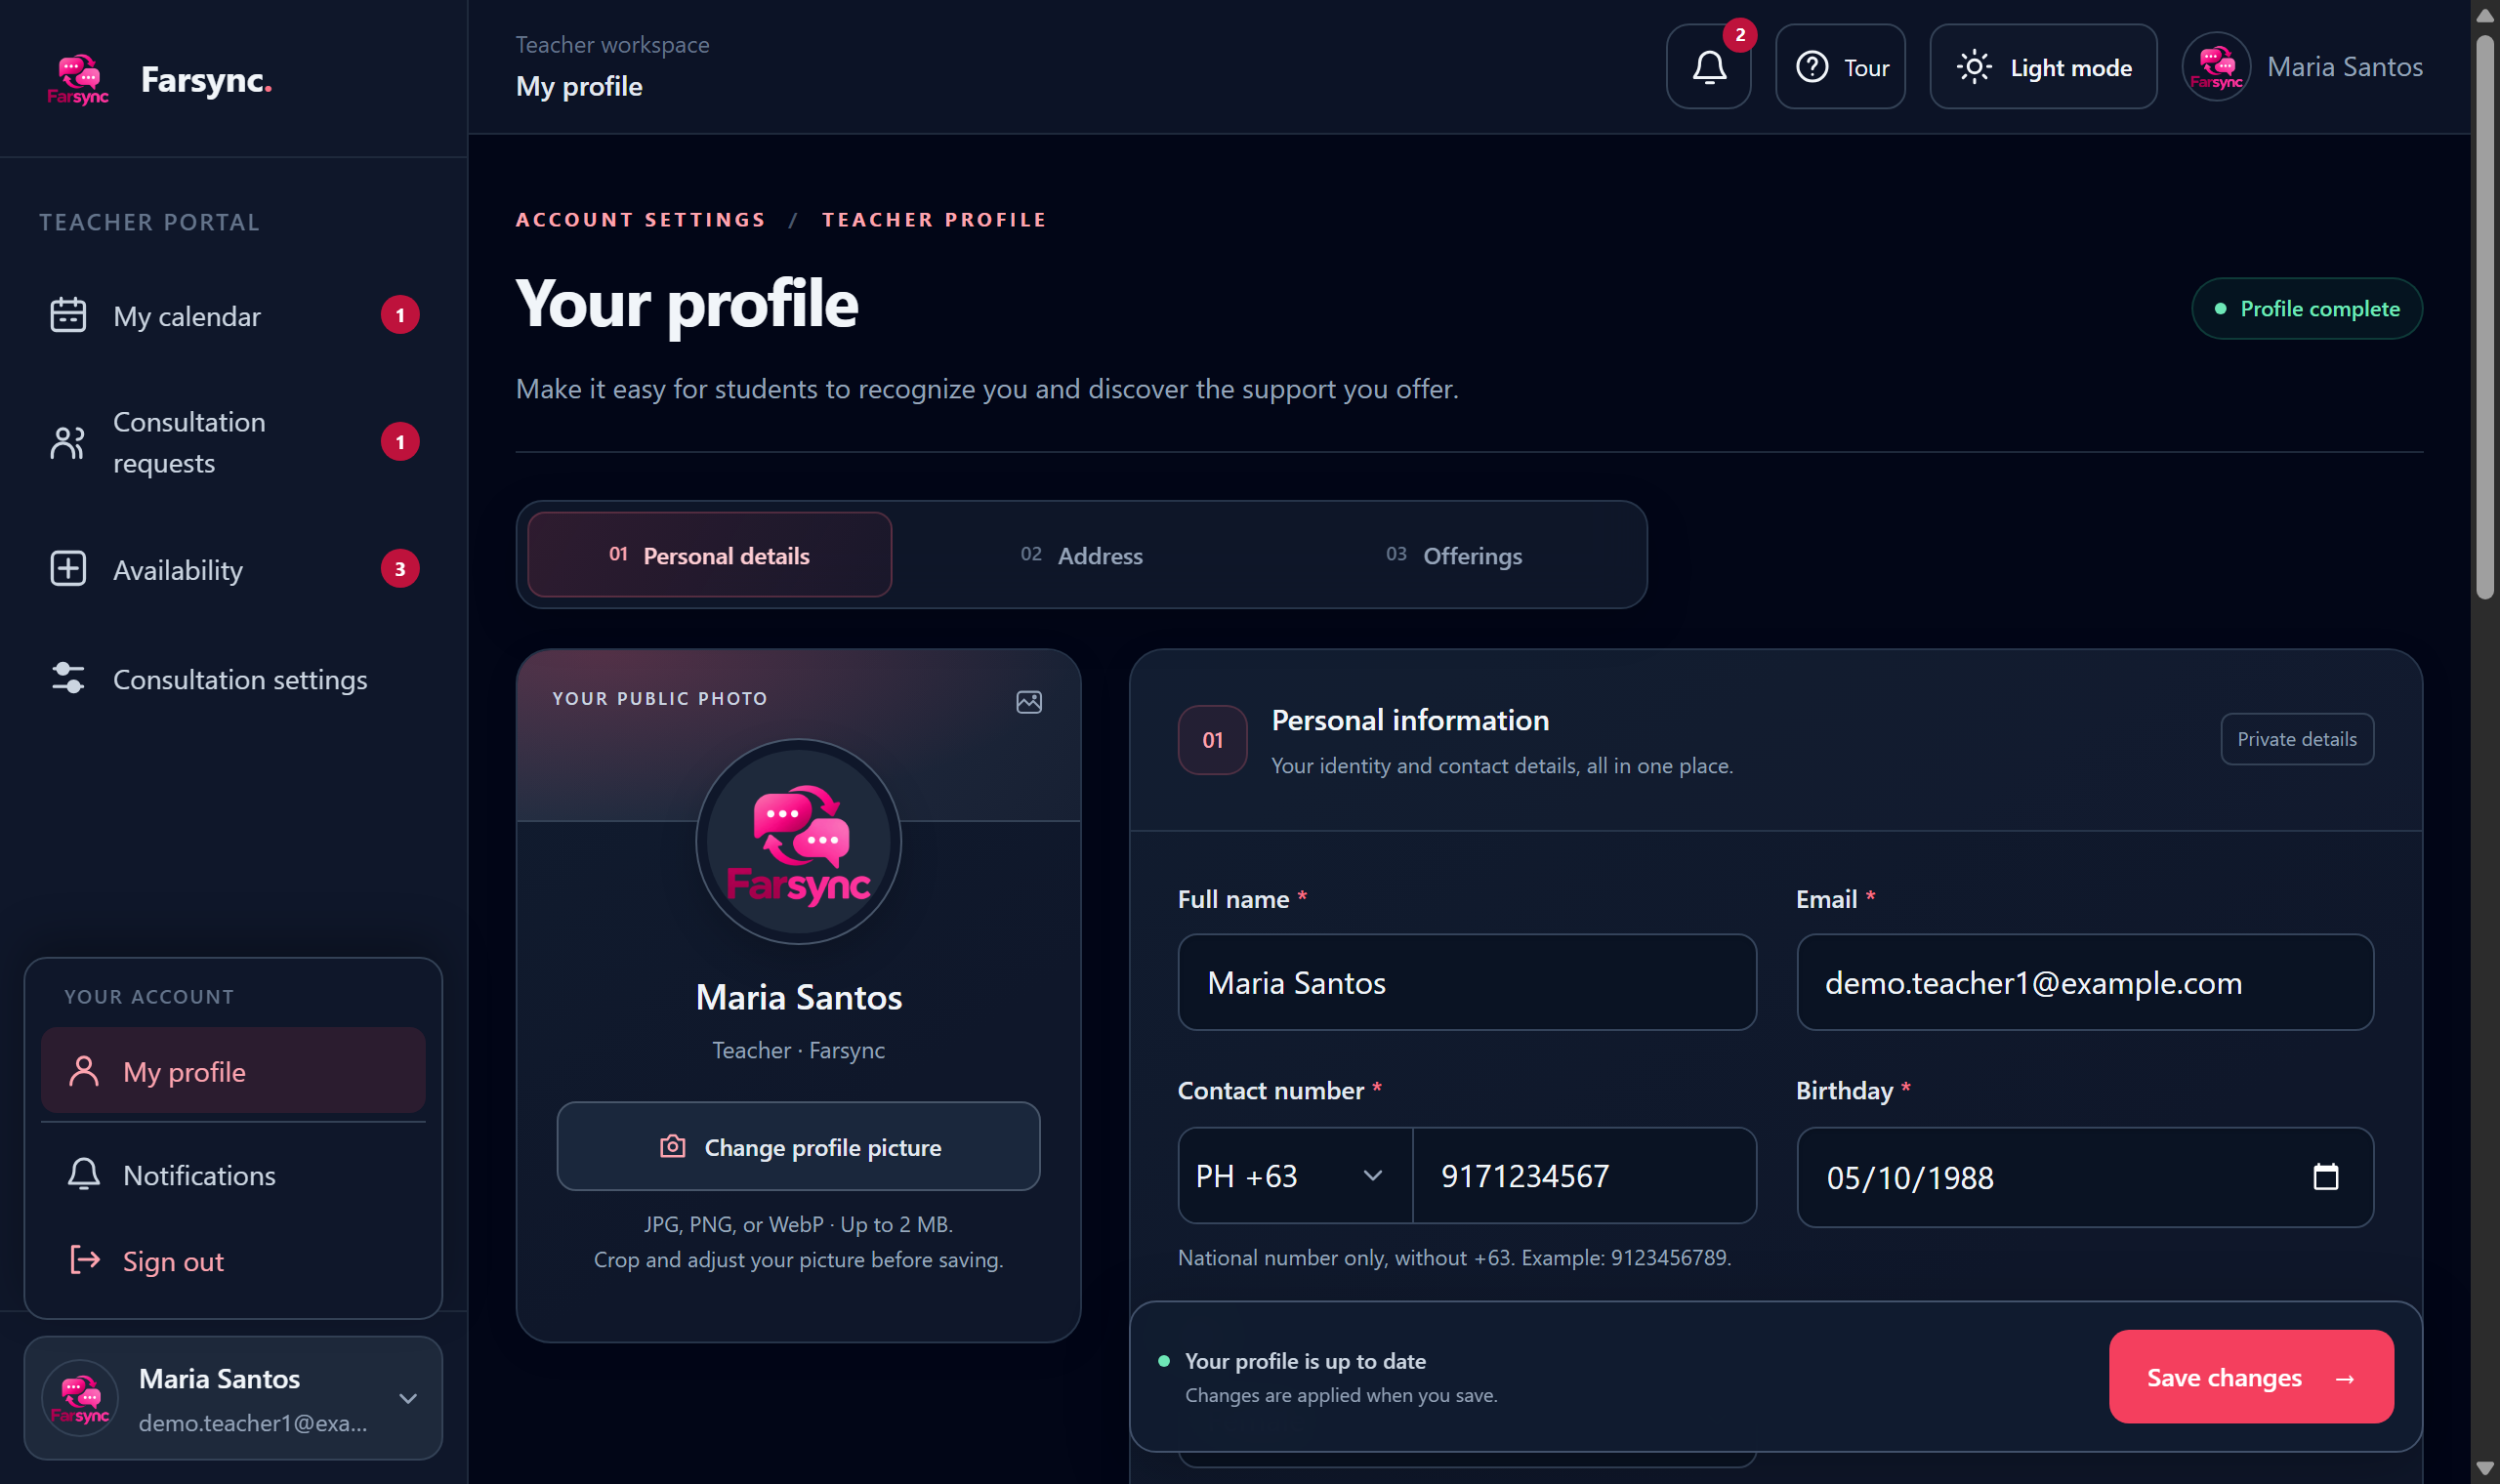 Farsync
Farsync.
TEACHER PORTAL
My calendar
1
Consultation
requests
1
Availability
3
Consultation settings
YOUR ACCOUNT
My profile
Notifications
Sign out
Farsync
Maria Santos
demo.teacher1@exa...
Teacher workspace
My profile
2
Tour
Light mode
Farsync
Maria Santos
ACCOUNT SETTINGS / TEACHER PROFILE
Your profile
Profile complete
Make it easy for students to recognize you and discover the support you offer.
01 Personal details
02 Address
03 Offerings
YOUR PUBLIC PHOTO
Farsync
Maria Santos
Teacher · Farsync
Change profile picture
JPG, PNG, or WebP · Up to 2 MB.
Crop and adjust your picture before saving.
01
Personal information
Your identity and contact details, all in one place.
Private details
Full name *
Maria Santos
Email *
demo.teacher1@example.com
Contact number *
PH +63
9171234567
Birthday *
05/10/1988
National number only, without +63. Example: 9123456789.
Your profile is up to date
Changes are applied when you save.
Save changes →